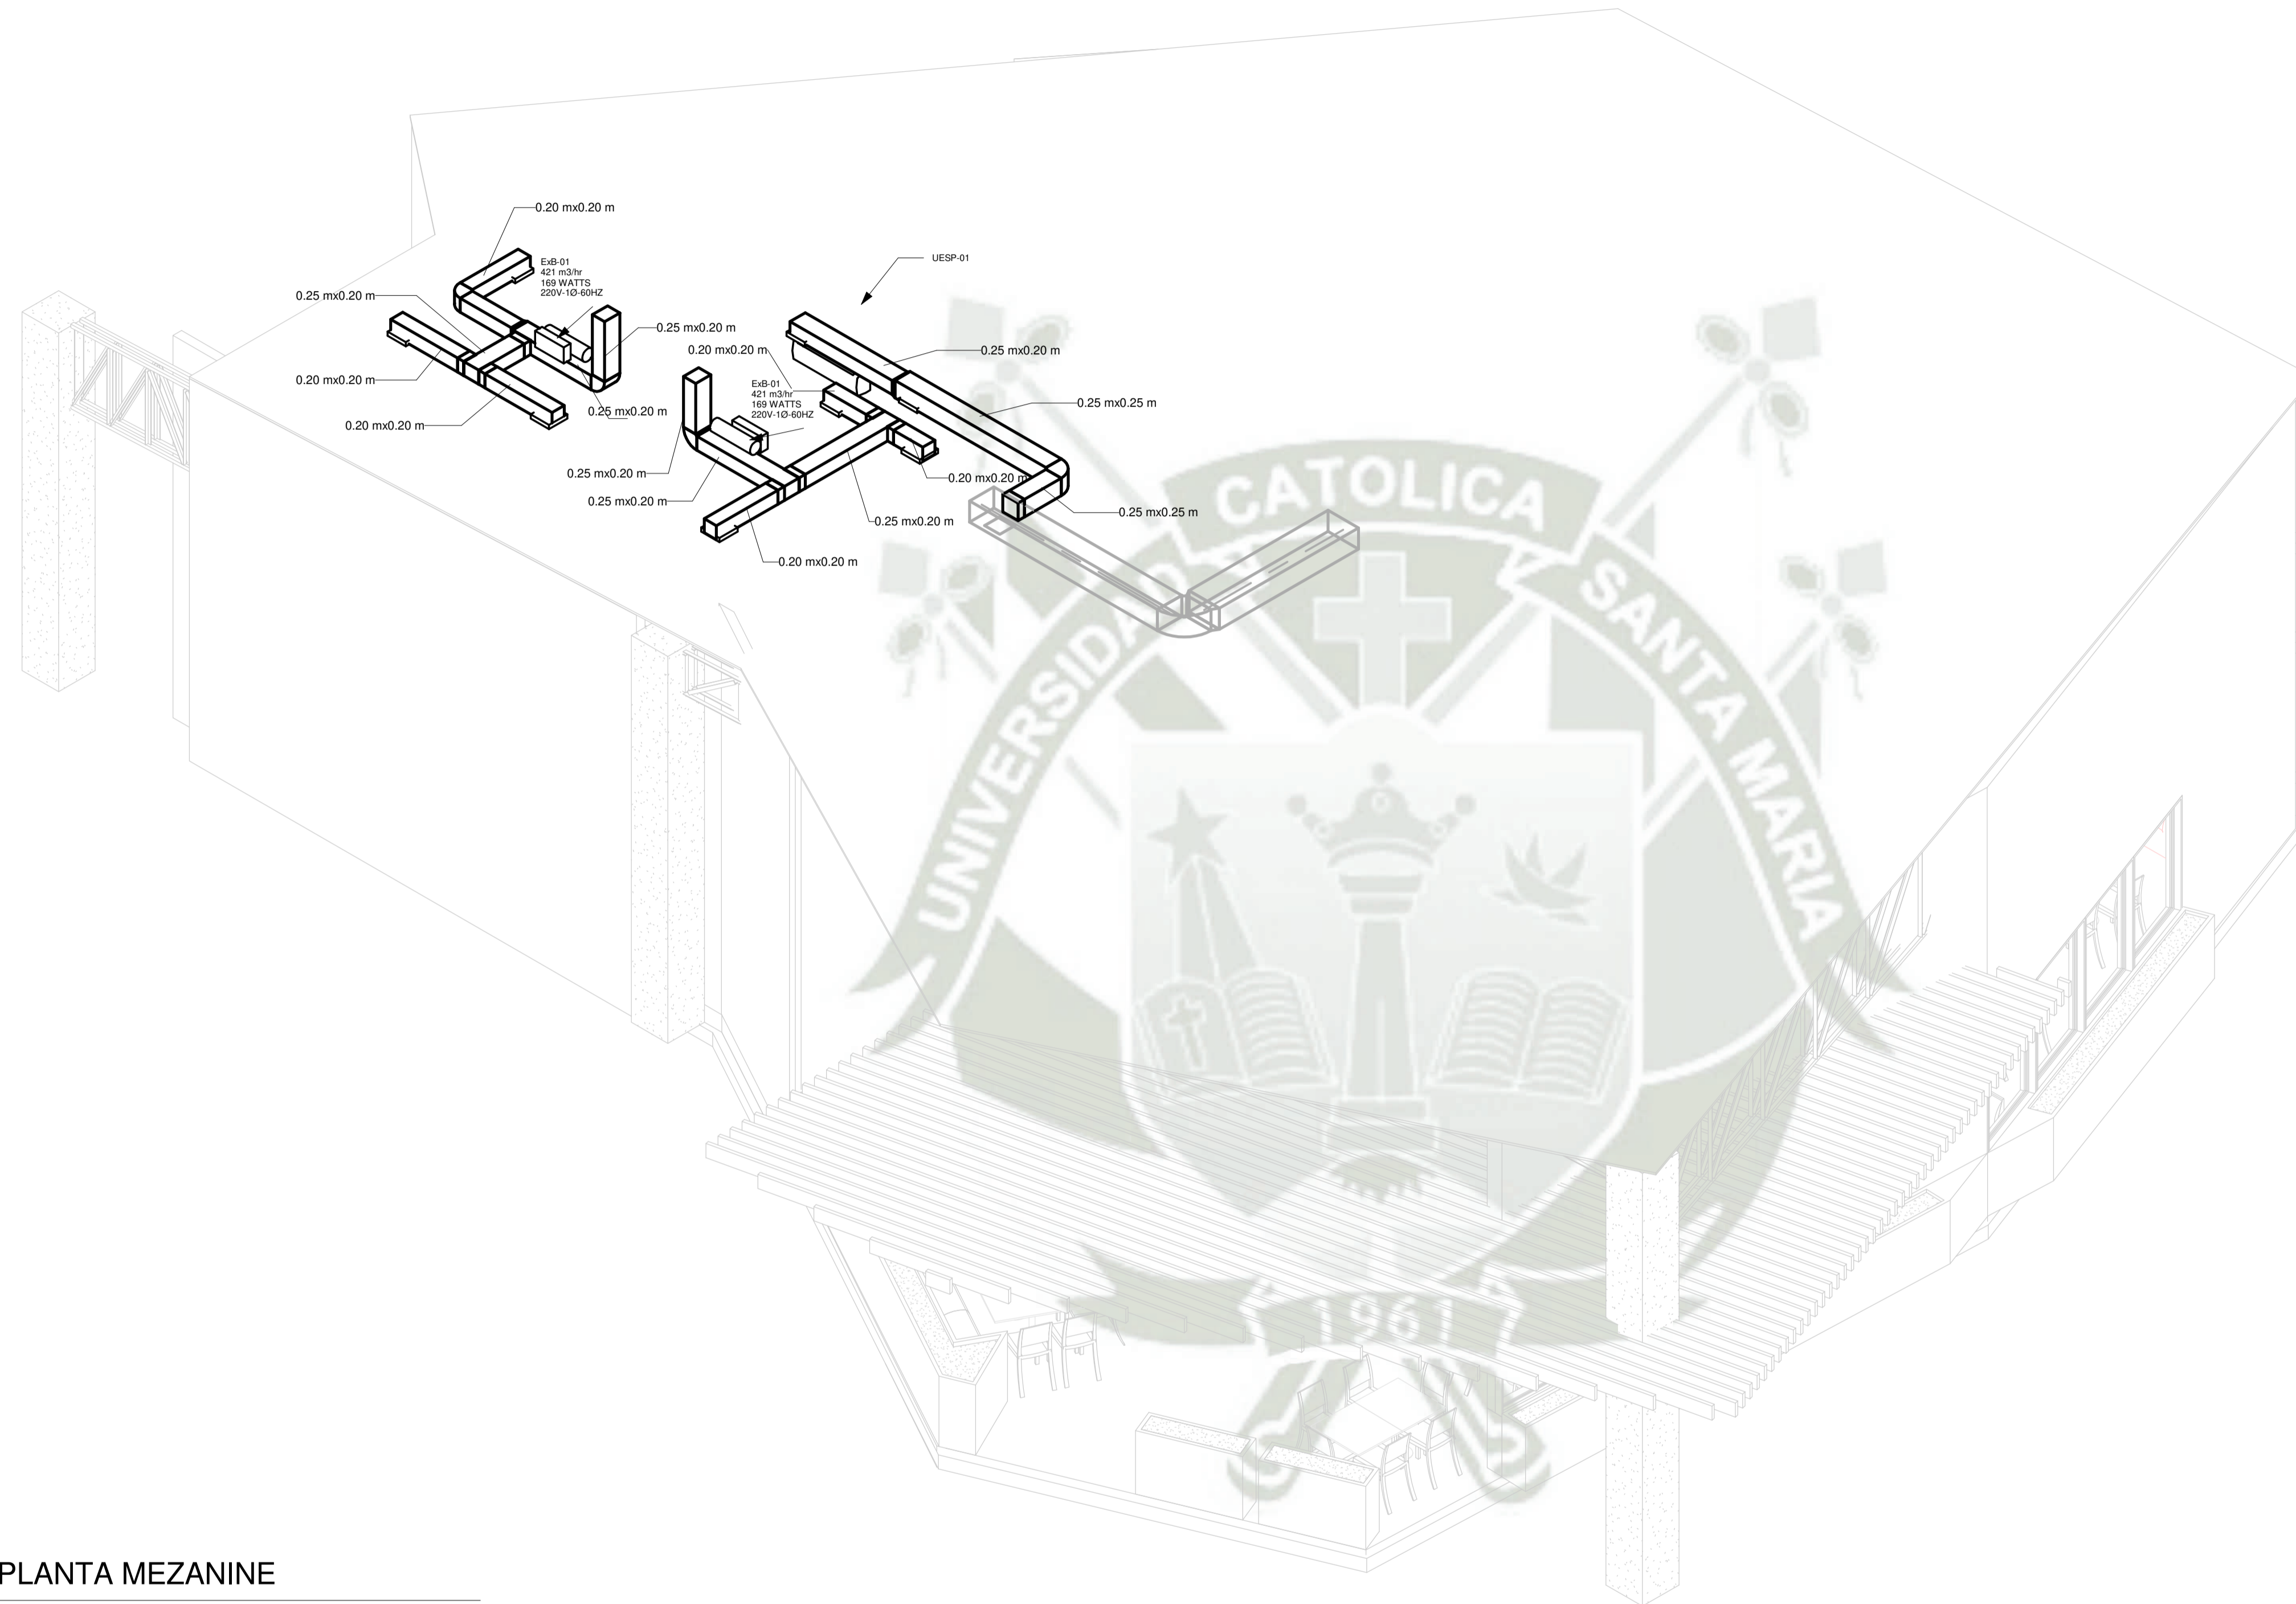 0.20 mx0.20 m
ExB-01
421 m3/hr
169 WATTS
220V-1Ø-60HZ
UESP-01
0.25 mx0.20 m
0.25 mx0.20 m
0.20 mx0.20 m
0.25 mx0.20 m
0.20 mx0.20 m
ExB-01
421 m3/hr
169 WATTS
220V-1Ø-60HZ
0.25 mx0.25 m
0.25 mx0.20 m
0.20 mx0.20 m
0.25 mx0.20 m
0.20 mx0.20 m
0.25 mx0.20 m
0.25 mx0.25 m
0.25 mx0.20 m
0.20 mx0.20 m
UNIVERSIDAD CATOLICA SANTA MARIA
1961
PLANTA MEZANINE